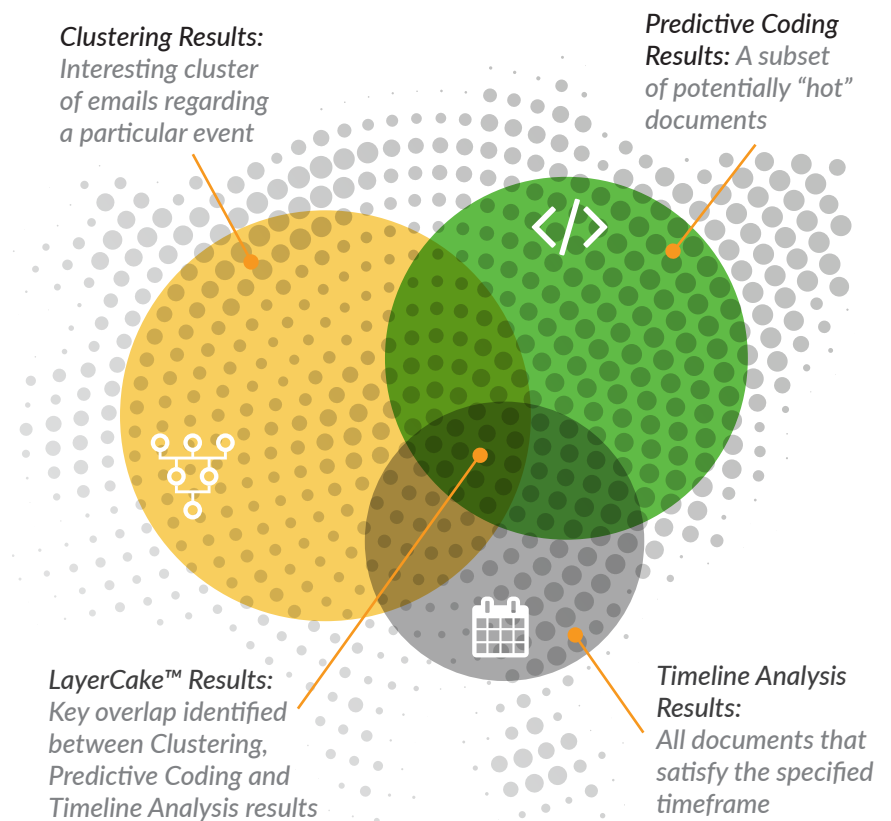 Clustering Results:
Interesting cluster
of emails regarding
a particular event
Predictive Coding
Results: A subset
of potentially “hot”
documents
LayerCake™ Results:
Key overlap identified
between Clustering,
Predictive Coding and
Timeline Analysis results
Timeline Analysis
Results:
All documents that
satisfy the specified
timeframe